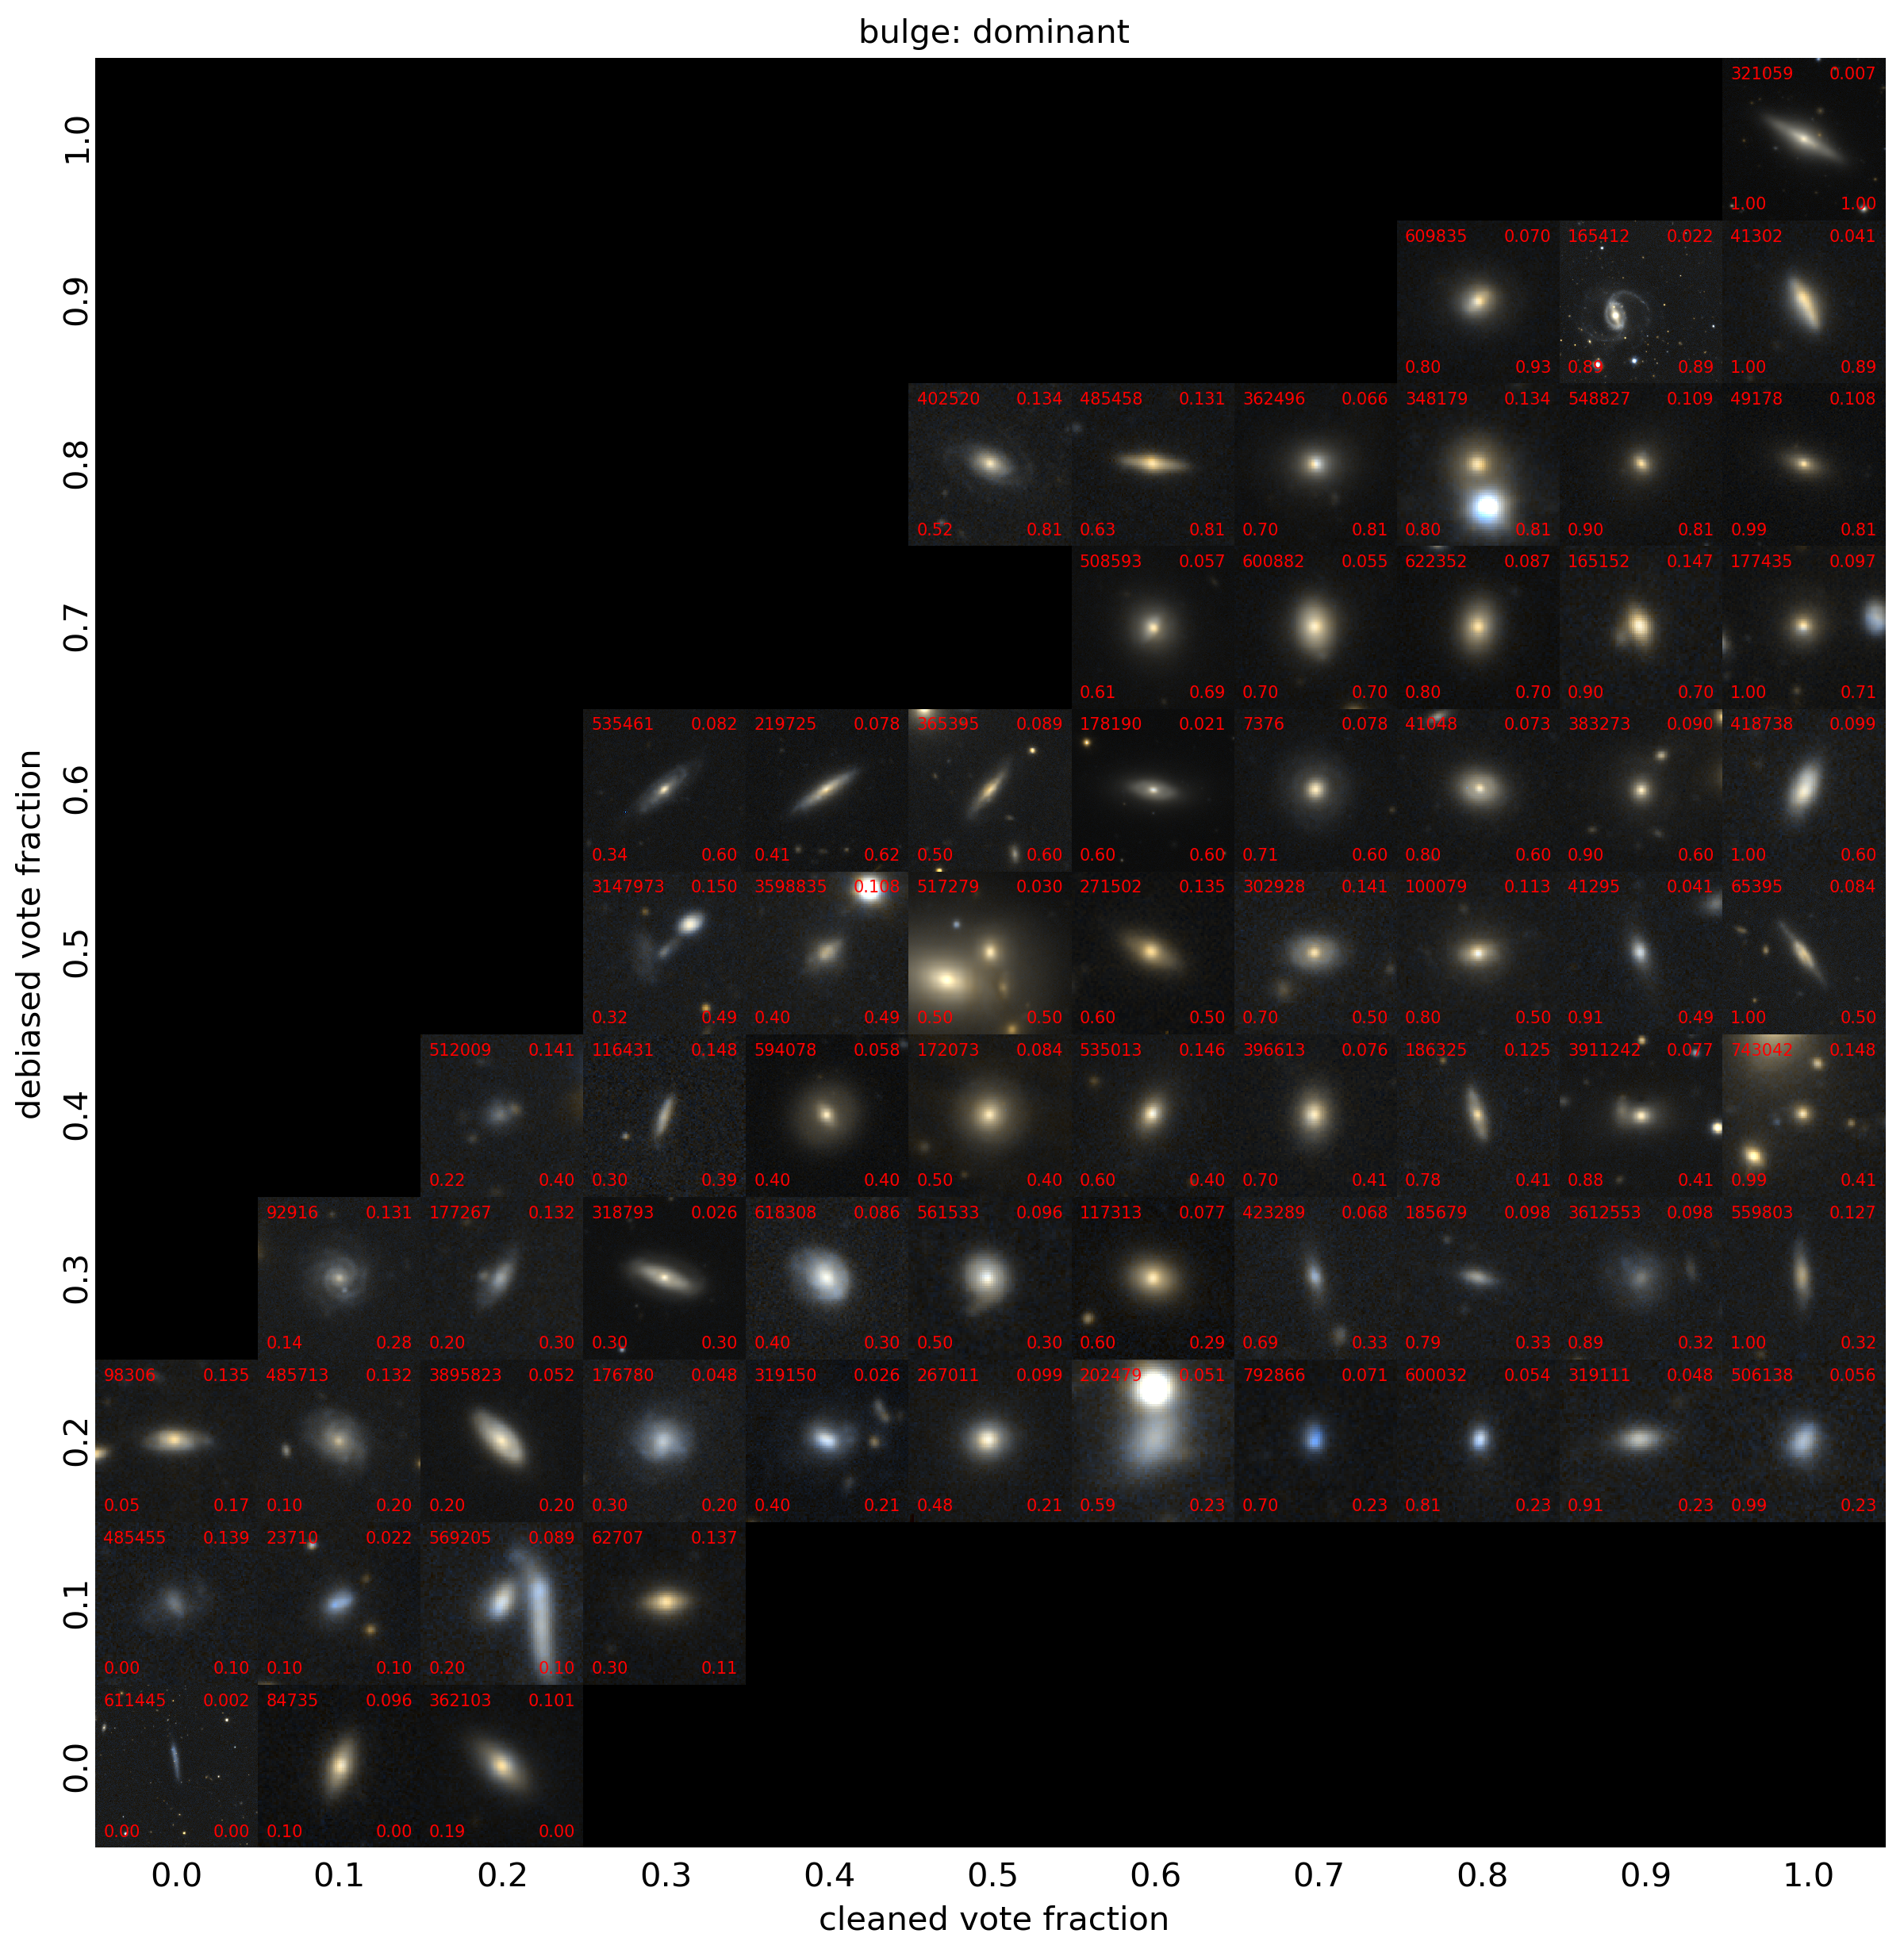 bulge: dominant
debiased vote fraction
1.0
321059 0.007
1.00 1.00
0.9
609835 0.070 165412 0.022 41302 0.041
0.80 0.93 0.89 0.89 1.00 0.89
0.8
402520 0.134 485458 0.131 362496 0.066 348179 0.134 548827 0.109 49178 0.108
0.52 0.81 0.63 0.81 0.70 0.81 0.80 0.81 0.90 0.81 0.99 0.81
0.7
508593 0.057 600882 0.055 622352 0.087 165152 0.147 177435 0.097
0.61 0.69 0.70 0.70 0.80 0.70 0.90 0.70 1.00 0.71
0.6
535461 0.082 219725 0.078 365395 0.089 178190 0.021 7376 0.078 41048 0.073 383273 0.090 418738 0.099
0.34 0.60 0.41 0.62 0.50 0.60 0.60 0.60 0.71 0.60 0.80 0.60 0.90 0.60 1.00 0.60
0.5
3147973 0.150 3598835 0.108 517279 0.030 271502 0.135 302928 0.141 100079 0.113 41295 0.041 65395 0.084
0.32 0.49 0.40 0.49 0.50 0.50 0.60 0.50 0.70 0.50 0.80 0.50 0.91 0.49 1.00 0.50
0.4
512009 0.141 116431 0.148 594078 0.058 172073 0.084 535013 0.146 396613 0.076 186325 0.125 3911242 0.077 743042 0.148
0.22 0.40 0.30 0.39 0.40 0.40 0.50 0.40 0.60 0.40 0.70 0.41 0.78 0.41 0.88 0.41 0.99 0.41
0.3
92916 0.131 177267 0.132 318793 0.026 618308 0.086 561533 0.096 117313 0.077 423289 0.068 185679 0.098 3612553 0.098 559803 0.127
0.14 0.28 0.20 0.30 0.30 0.30 0.40 0.30 0.50 0.30 0.60 0.29 0.69 0.33 0.79 0.33 0.89 0.32 1.00 0.32
0.2
98306 0.135 485713 0.132 3895823 0.052 176780 0.048 319150 0.026 267011 0.099 202479 0.051 792866 0.071 600032 0.054 319111 0.048 506138 0.056
0.05 0.17 0.10 0.20 0.20 0.20 0.30 0.20 0.40 0.21 0.48 0.21 0.59 0.23 0.70 0.23 0.81 0.23 0.91 0.23 0.99 0.23
0.1
485455 0.139 23710 0.022 569205 0.089 62707 0.137
0.00 0.10 0.10 0.10 0.20 0.10 0.30 0.11
0.0
611445 0.002 84735 0.096 362103 0.101
0.00 0.00 0.10 0.00 0.19 0.00
0.0 0.1 0.2 0.3 0.4 0.5 0.6 0.7 0.8 0.9 1.0
cleaned vote fraction